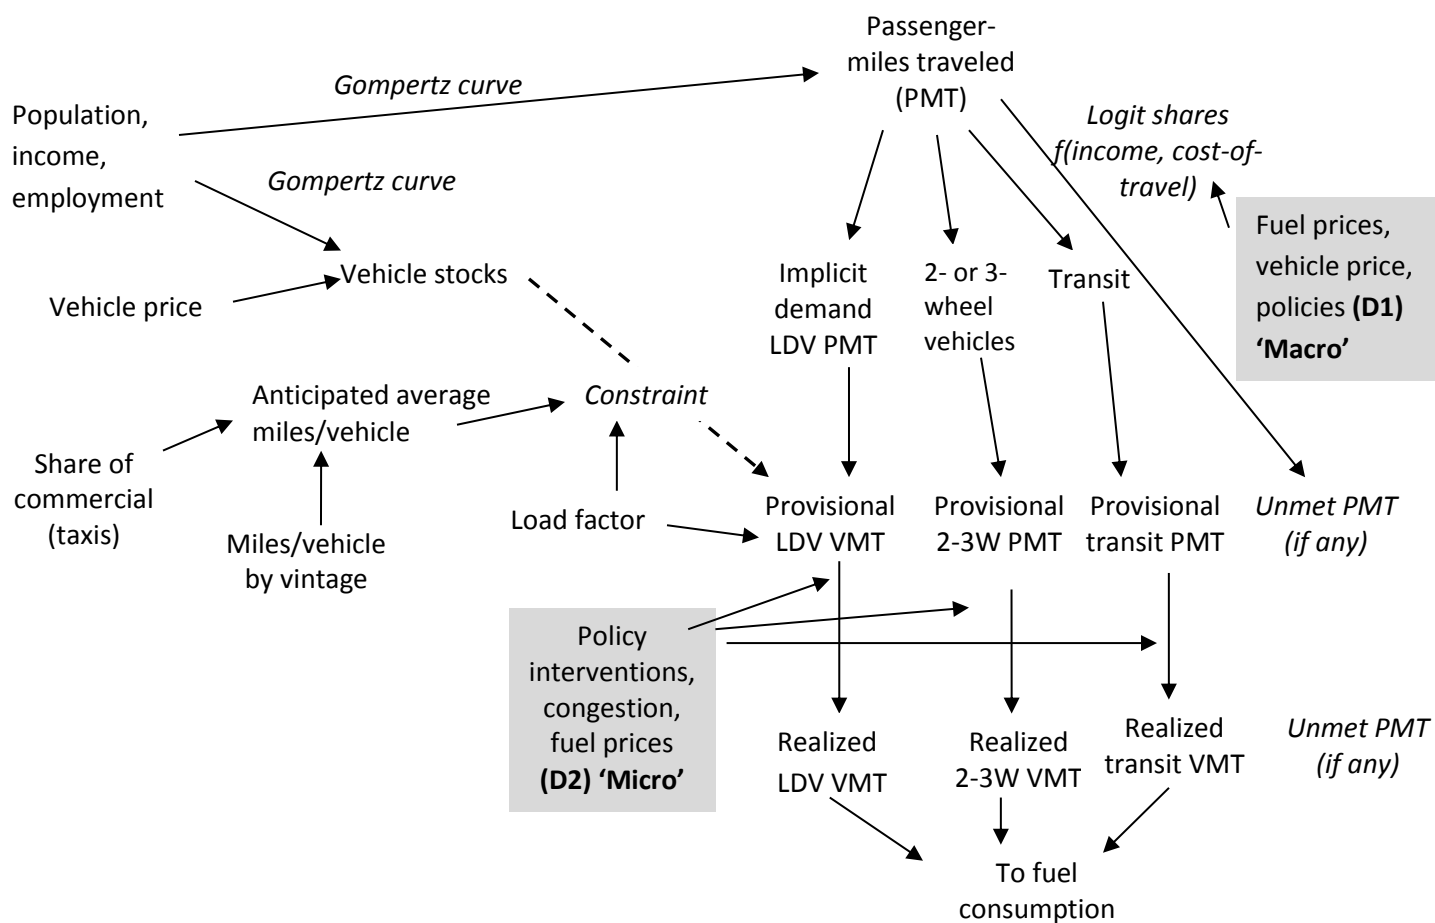 Passenger-
miles traveled
(PMT)
Gompertz curve
Population,
income,
employment
Logit shares
f(income, cost-of-
travel)
Gompertz curve
Fuel prices,
vehicle price,
policies (D1)
‘Macro’
Vehicle stocks
Vehicle price
Implicit
demand
LDV PMT
2- or 3-
wheel
vehicles
Transit
Anticipated average
miles/vehicle
Constraint
Share of
commercial
(taxis)
Miles/vehicle
by vintage
Load factor
Provisional
LDV VMT
Provisional
2-3W PMT
Provisional
transit PMT
Unmet PMT
(if any)
Policy
interventions,
congestion,
fuel prices
(D2) ‘Micro’
Realized
LDV VMT
Realized
2-3W VMT
Realized
transit VMT
Unmet PMT
(if any)
To fuel
consumption